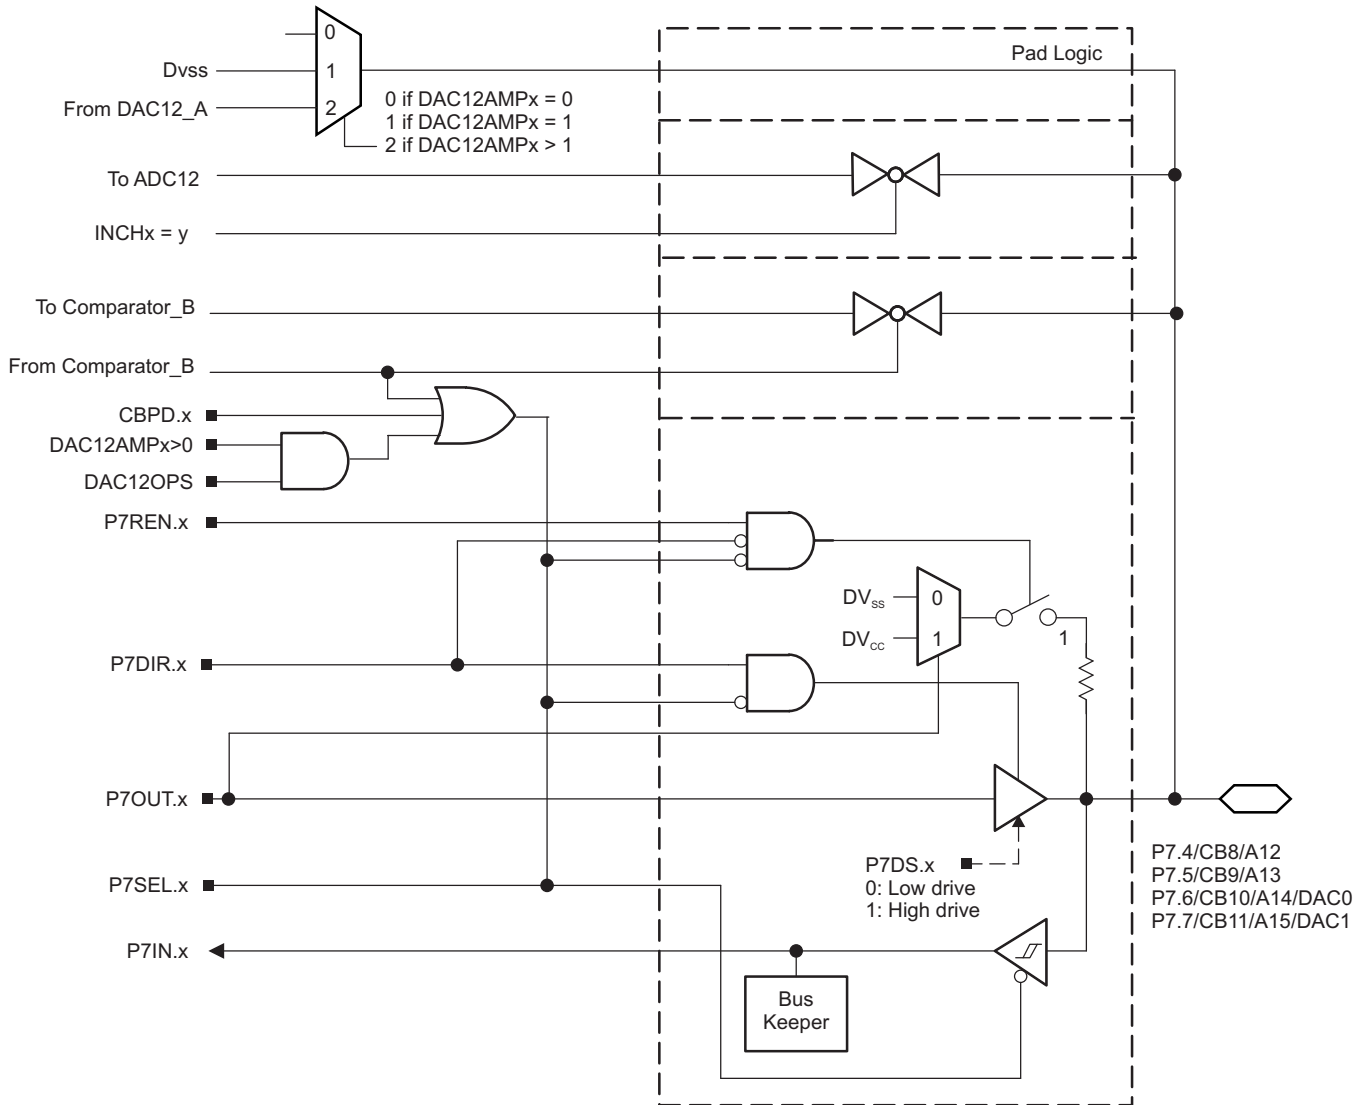 0
Pad Logic
Dvss
1
From DAC12_A
2
0 if DAC12AMPx = 0
1 if DAC12AMPx = 1
2 if DAC12AMPx > 1
To ADC12
INCHx = y
To Comparator_B
From Comparator_B
CBPD.x
DAC12AMPx>0
DAC12OPS
P7REN.x
DVSS
0
DVCC
1
1
P7DIR.x
P7OUT.x
P7DS.x
0: Low drive
1: High drive
P7.4/CB8/A12
P7.5/CB9/A13
P7.6/CB10/A14/DAC0
P7.7/CB11/A15/DAC1
P7SEL.x
P7IN.x
Bus
Keeper